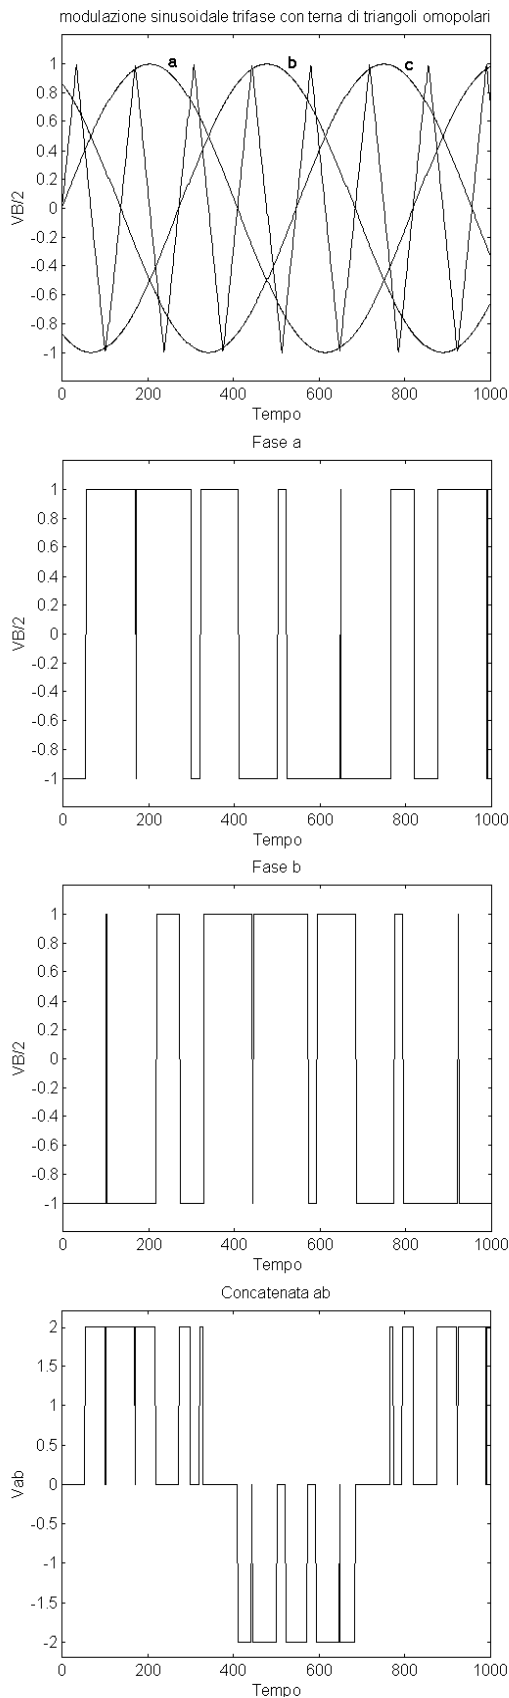 modulazione sinusoidale trifase con terna di triangoli omopolari
a b c
1
0.8
0.6
0.4
0.2
0
-0.2
-0.4
-0.6
-0.8
-1
VB/2
0 200 400 600 800 1000
Tempo
Fase a
1
0.8
0.6
0.4
0.2
0
-0.2
-0.4
-0.6
-0.8
-1
VB/2
0 200 400 600 800 1000
Tempo
Fase b
1
0.8
0.6
0.4
0.2
0
-0.2
-0.4
-0.6
-0.8
-1
VB/2
0 200 400 600 800 1000
Tempo
Concatenata ab
2
1.5
1
0.5
0
-0.5
-1
-1.5
-2
Vab
0 200 400 600 800 1000
Tempo